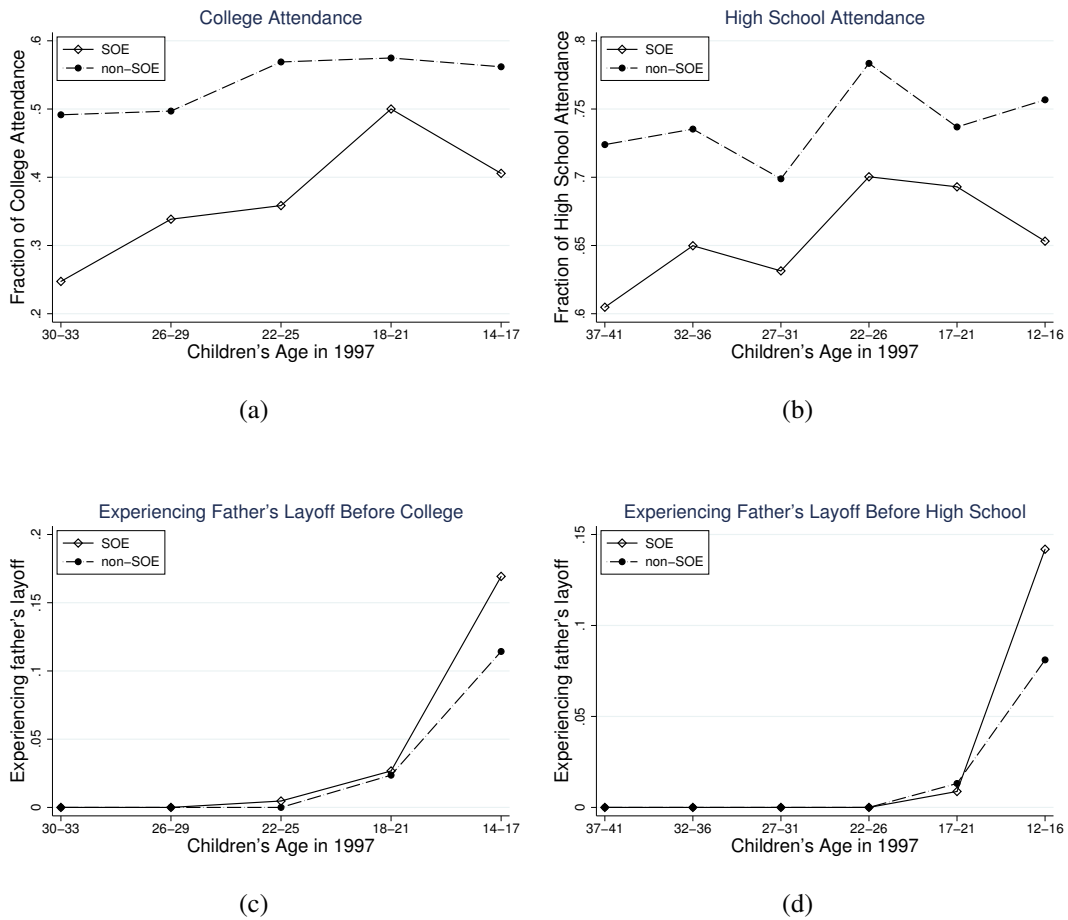 College Attendance
Fraction of College Attendance
.6
.5
.4
.3
.2
SOE
non−SOE
30−33 26−29 22−25 18−21 14−17
Children's Age in 1997
(a)
High School Attendance
Fraction of High School Attendance
.8
.75
.7
.65
.6
SOE
non−SOE
37−41 32−36 27−31 22−26 17−21 12−16
Children's Age in 1997
(b)
Experiencing Father's Layoff Before College
Experiencing father's layoff
.2
.15
.1
.05
0
SOE
non−SOE
30−33 26−29 22−25 18−21 14−17
Children's Age in 1997
(c)
Experiencing Father's Layoff Before High School
Experiencing father's layoff
.15
.1
.05
0
SOE
non−SOE
37−41 32−36 27−31 22−26 17−21 12−16
Children's Age in 1997
(d)